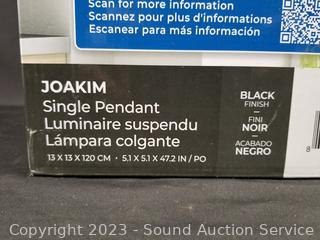 Scan for more information
Scannez pour plus d'informations
Escanear para más información
JOAKIM
Single Pendant
Luminaire suspendu
Lámpara colgante
13 X 13 X 120 CM • 5.1 X 5.1 X 47.2 IN / PO
BLACK
FINISH
FINI
NOIR
ACABADO
NEGRO
8
Copyright 2023 - Sound Auction Service